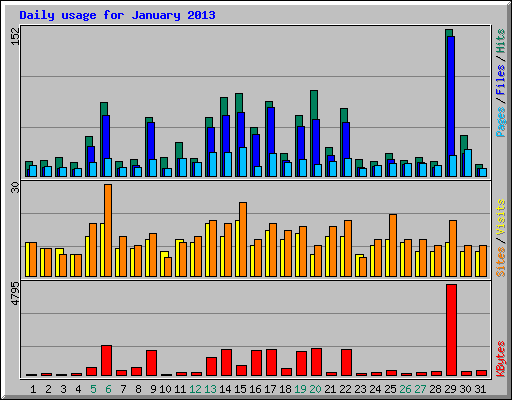 Daily usage for January 2013
152
30
4795
Pages / Files / Hits
Sites / Visits
KBytes
1 2 3 4 5 6 7 8 9 10 11 12 13 14 15 16 17 18 19 20 21 22 23 24 25 26 27 28 29 30 31